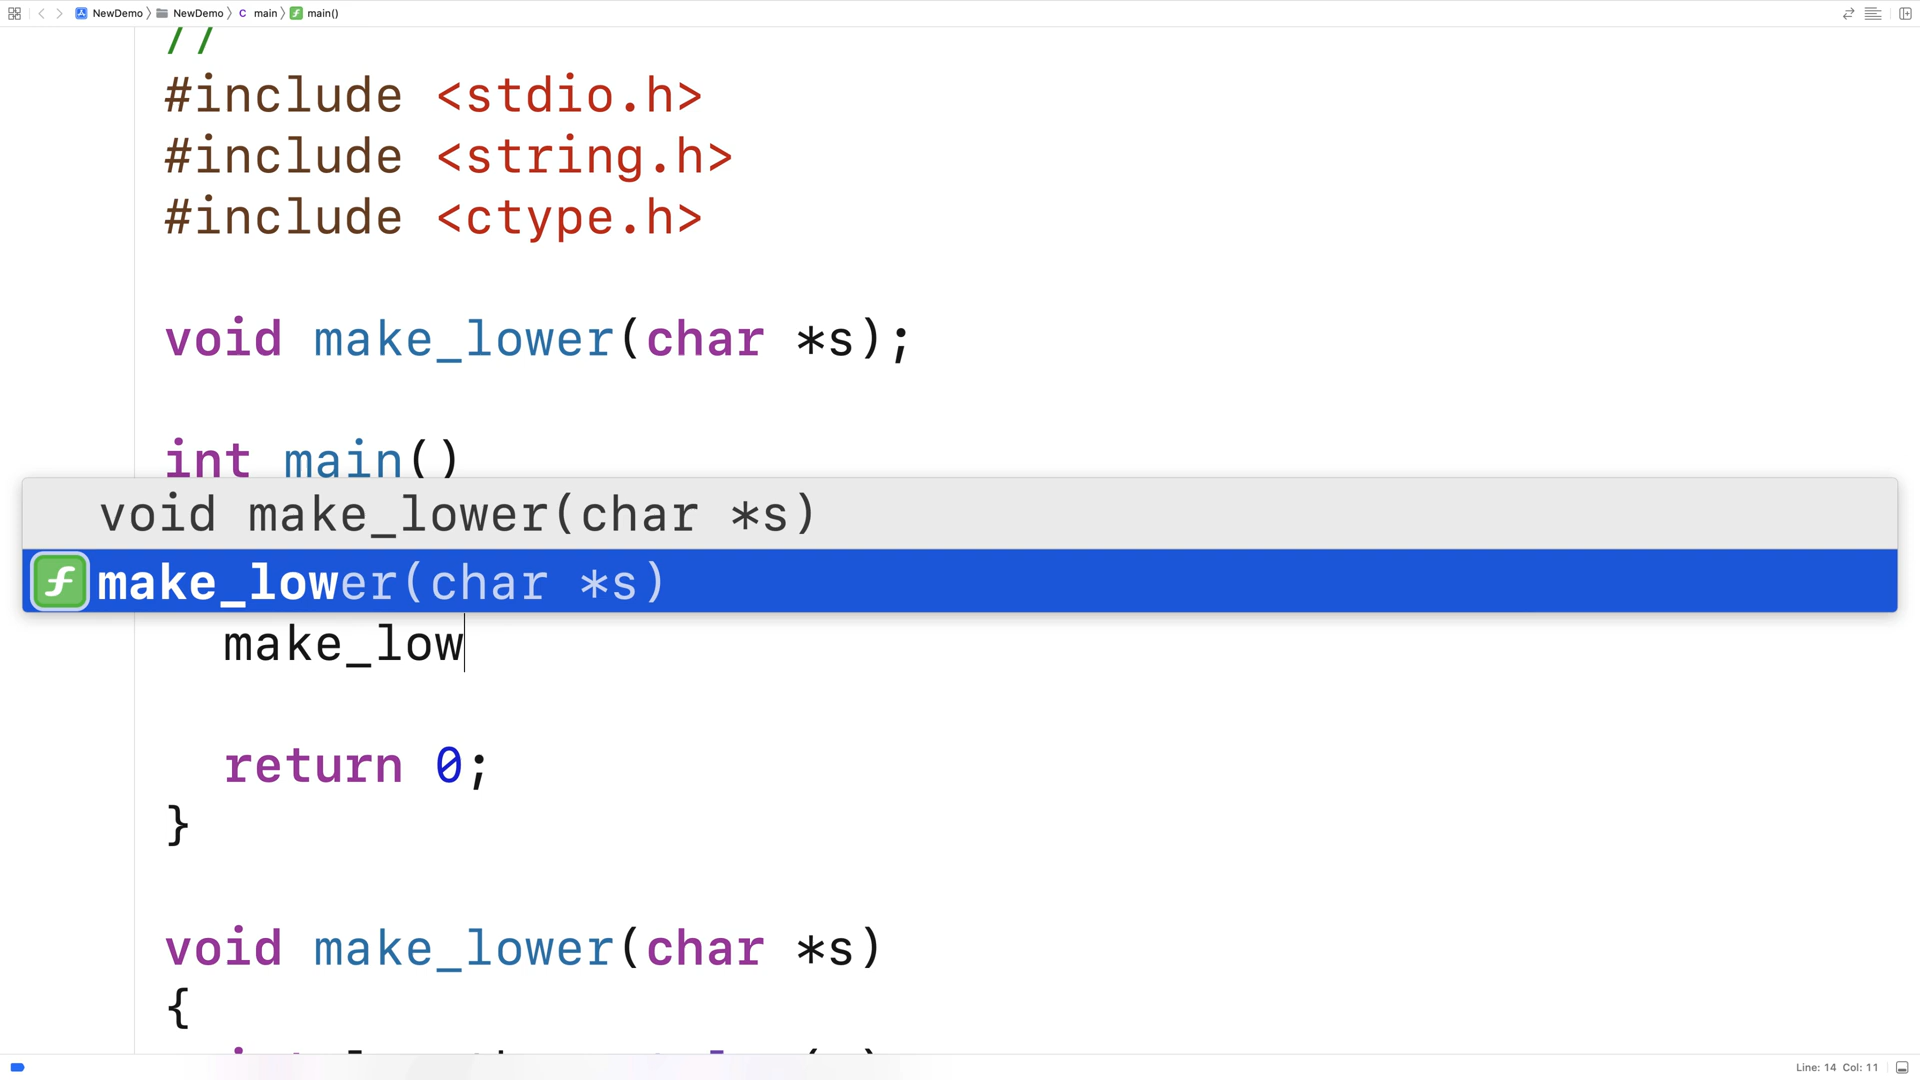 NewDemo 〉 NewDemo 〉 C main 〉 f main()
//
#include <stdio.h>
#include <string.h>
#include <ctype.h>
void make_lower(char *s);
int main()
void make_lower(char *s)
f make_lower(char *s)
make_low
return 0;
}
void make_lower(char *s)
{
Line: 14 Col: 11